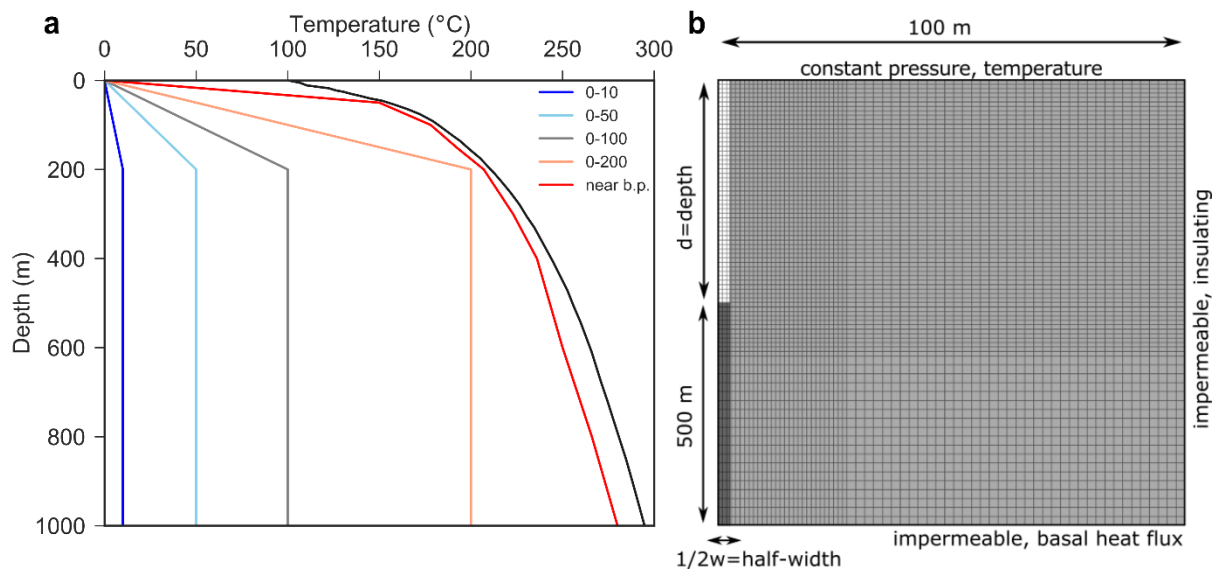 a
Temperature (°C)
0 50 100 150 200 250 300
Depth (m)
0
200
400
600
800
1000
0-10
0-50
0-100
0-200
near b.p.
b
100 m
constant pressure, temperature
d=depth
500 m
impermeable, insulating
impermeable, basal heat flux
1/2w=half-width